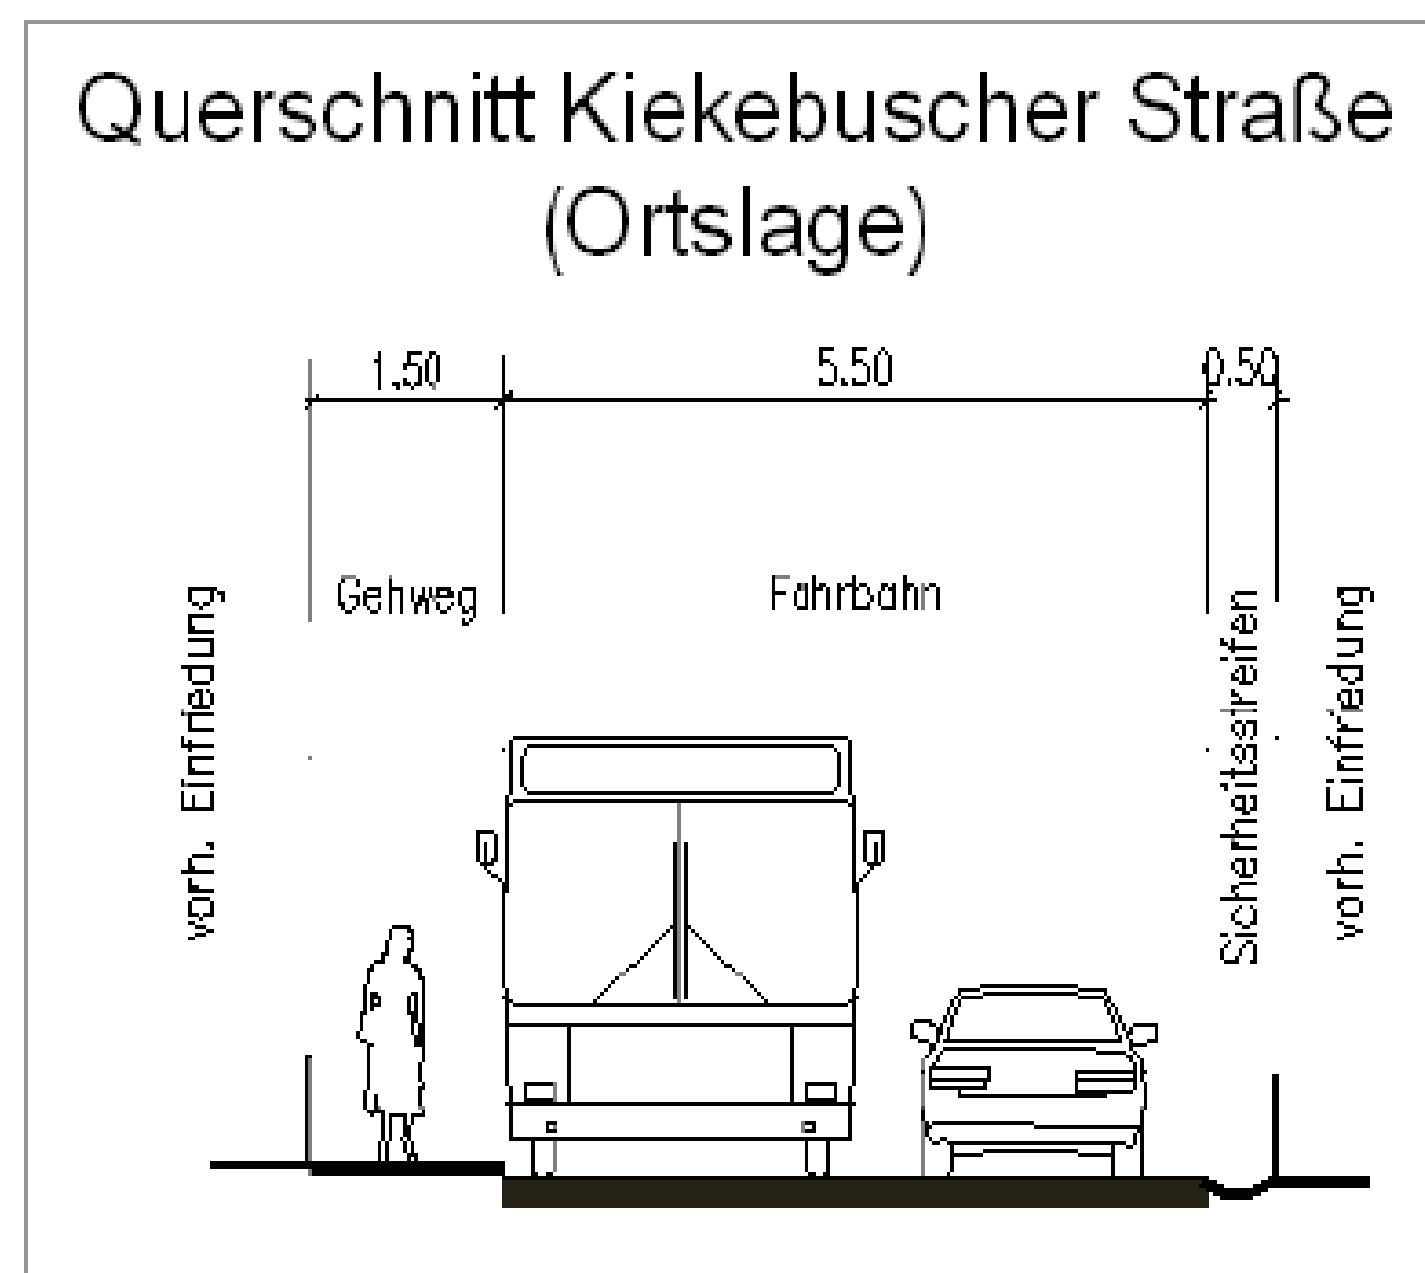 Querschnitt Kiekebuscher Straße
(Ortslage)
1.50 5.50 0.50
Gehweg Fahrbahn
vorh. Einfriedung
Sicherheitsstreifen
vorh. Einfriedung